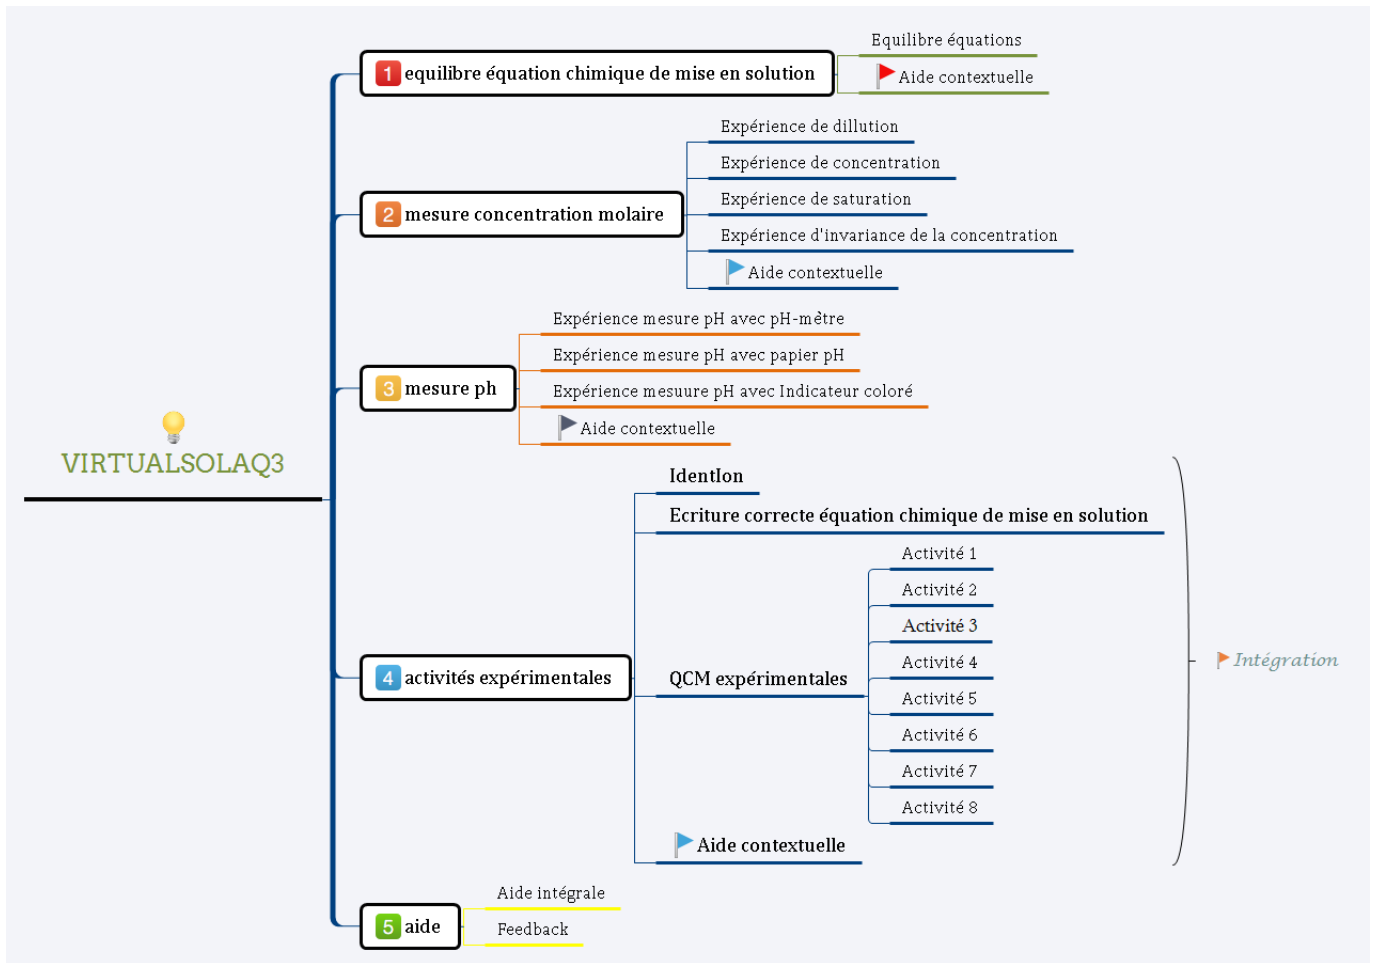 VIRTUALSOLAQ3
1 equilibre équation chimique de mise en solution
Equilibre équations
Aide contextuelle
2 mesure concentration molaire
Expérience de dillution
Expérience de concentration
Expérience de saturation
Expérience d'invariance de la concentration
Aide contextuelle
3 mesure ph
Expérience mesure pH avec pH-mêtre
Expérience mesure pH avec papier pH
Expérience mesuure pH avec Indicateur coloré
Aide contextuelle
4 activités expérimentales
IdentIon
Ecriture correcte équation chimique de mise en solution
QCM expérimentales
Activité 1
Activité 2
Activité 3
Activité 4
Activité 5
Activité 6
Activité 7
Activité 8
Aide contextuelle
Intégration
5 aide
Aide intégrale
Feedback